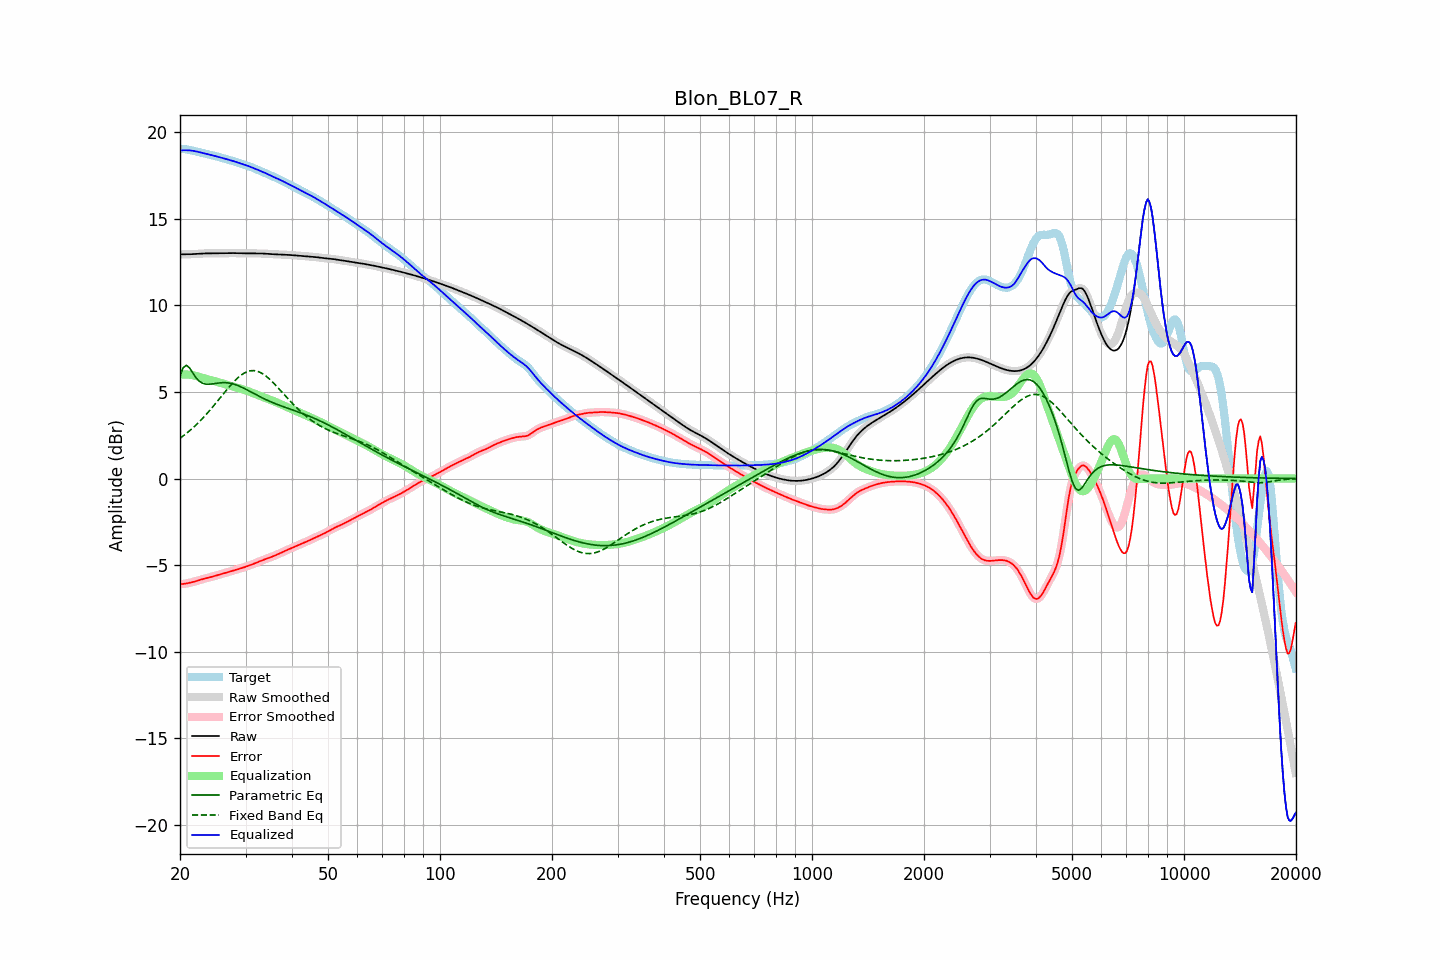 Blon_BL07_R
Amplitude (dBr)
20
15
10
5
0
−5
−10
−15
−20
Target
Raw Smoothed
Error Smoothed
Raw
Error
Equalization
Parametric Eq
Fixed Band Eq
Equalized
20 50 100 200 500 1000 2000 5000 10000 20000
Frequency (Hz)